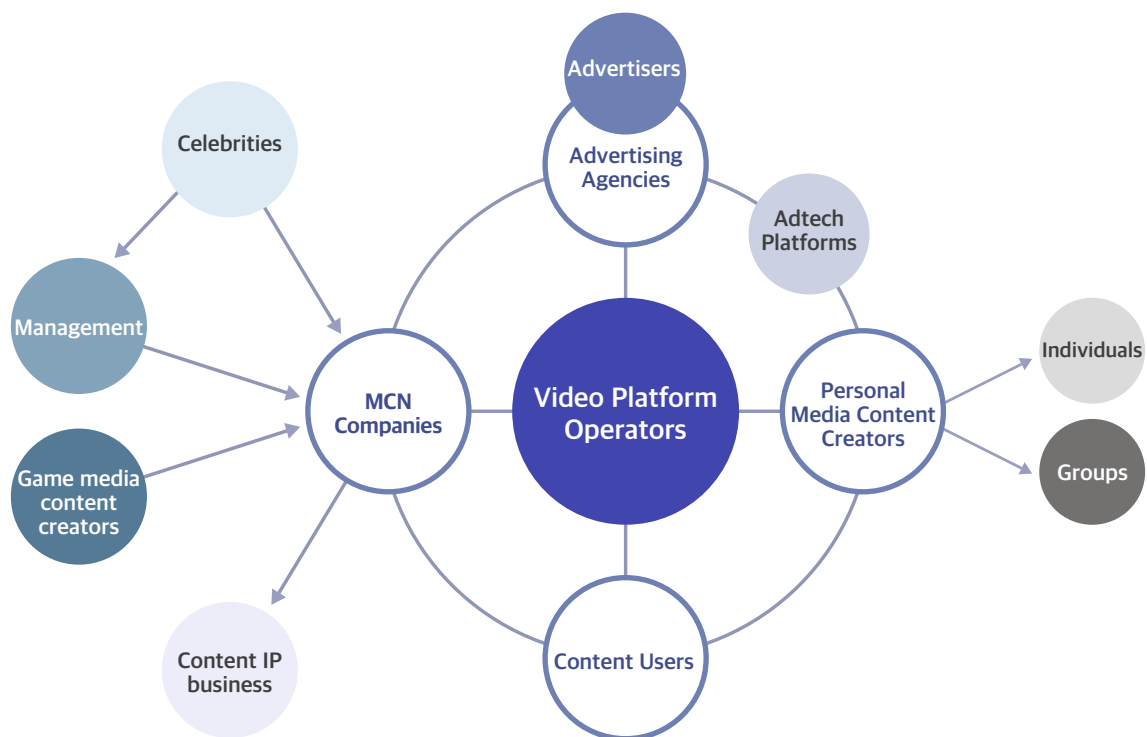 Advertisers
Celebrities
Advertising
Agencies
Adtech
Platforms
Management
Individuals
MCN
Companies
Video Platform
Operators
Personal
Media Content
Creators
Game media
content
creators
Groups
Content IP
business
Content Users